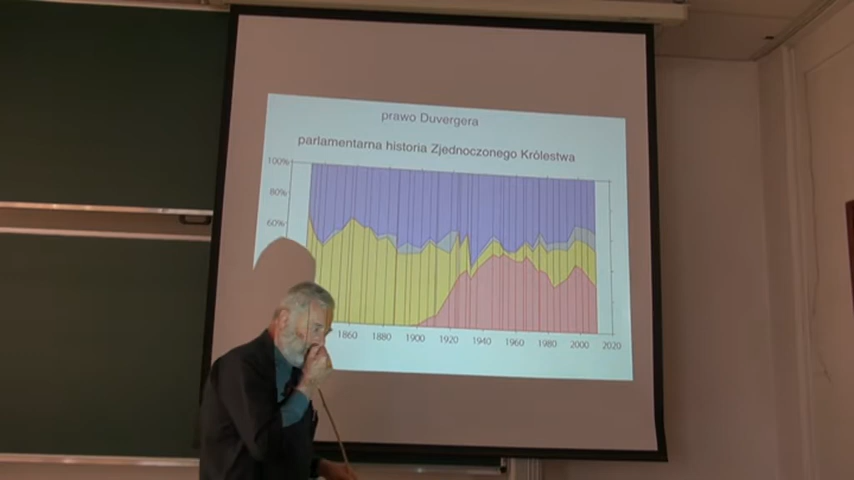 prawo Duvergera
parlamentarna historia Zjednoczonego Królestwa
100%
80%
60%
1860 1880 1900 1920 1940 1960 1980 2000 2020